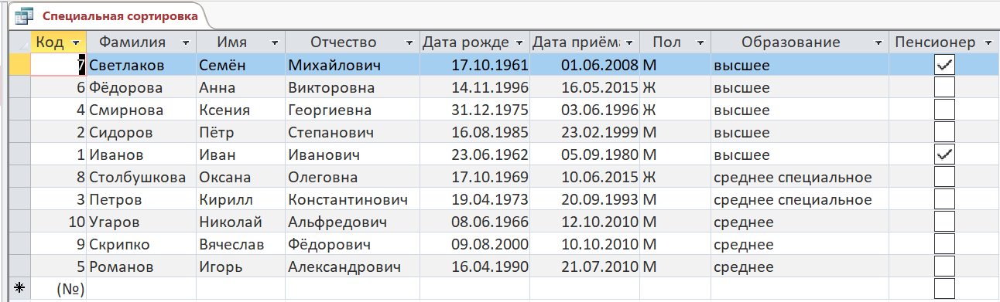 Специальная сортировка
Код Фамилия Имя Отчество Дата рожде Дата приём Пол Образование Пенсионер
7 Светлаков Семён Михайлович 17.10.1961 01.06.2008 М высшее
6 Фёдорова Анна Викторовна 14.11.1996 16.05.2015 Ж высшее
4 Смирнова Ксения Георгиевна 31.12.1975 03.06.1996 Ж высшее
2 Сидоров Пётр Степанович 16.08.1985 23.02.1999 М высшее
1 Иванов Иван Иванович 23.06.1962 05.09.1980 М высшее
8 Столбушкова Оксана Олеговна 17.10.1969 10.06.2015 Ж среднее специальное
3 Петров Кирилл Константинович 19.04.1973 20.09.1993 М среднее специальное
10 Угаров Николай Альфредович 08.06.1966 12.10.2010 М среднее
9 Скрипко Вячеслав Фёдорович 09.08.2000 10.10.2010 М среднее
5 Романов Игорь Александрович 16.04.1990 21.07.2010 М среднее
(№)